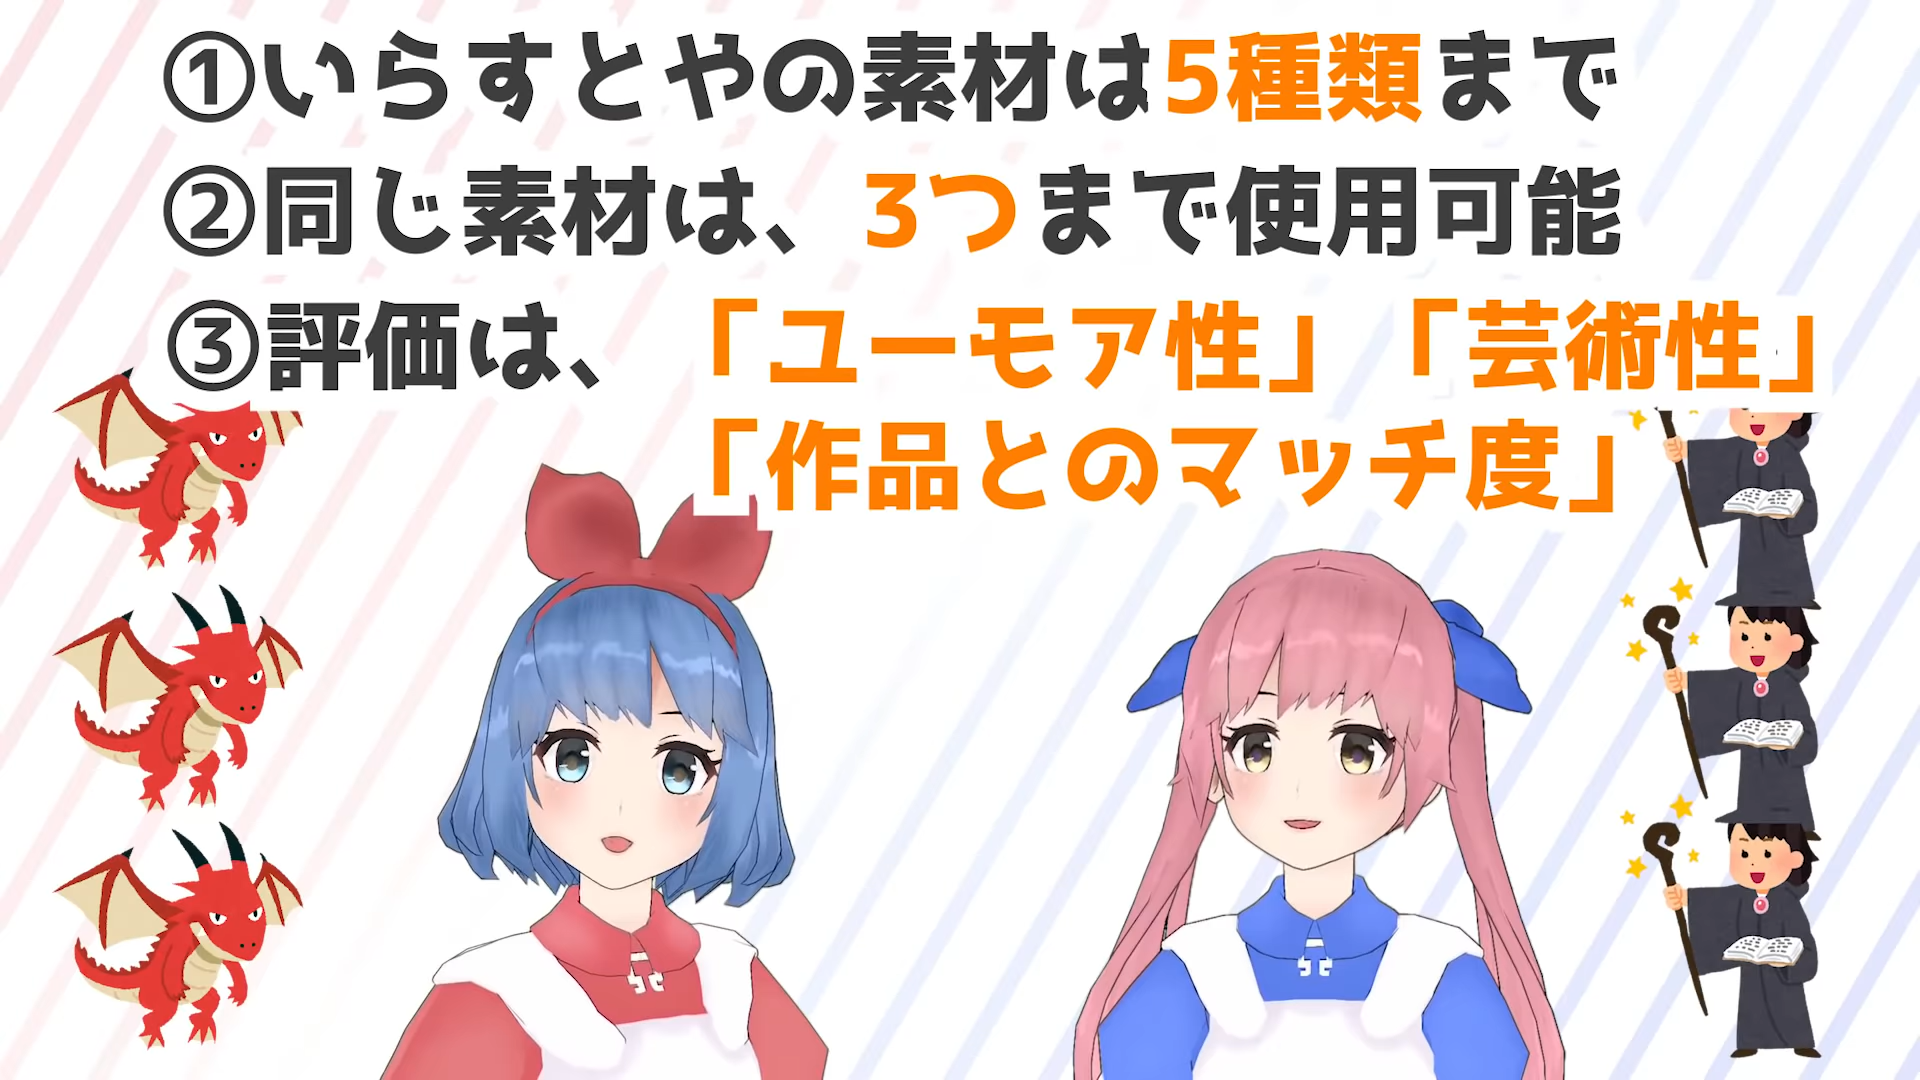 ①いらすとやの素材は5種類まで
②同じ素材は、3つまで使用可能
③評価は、「ユーモア性」「芸術性」
「作品とのマッチ度」